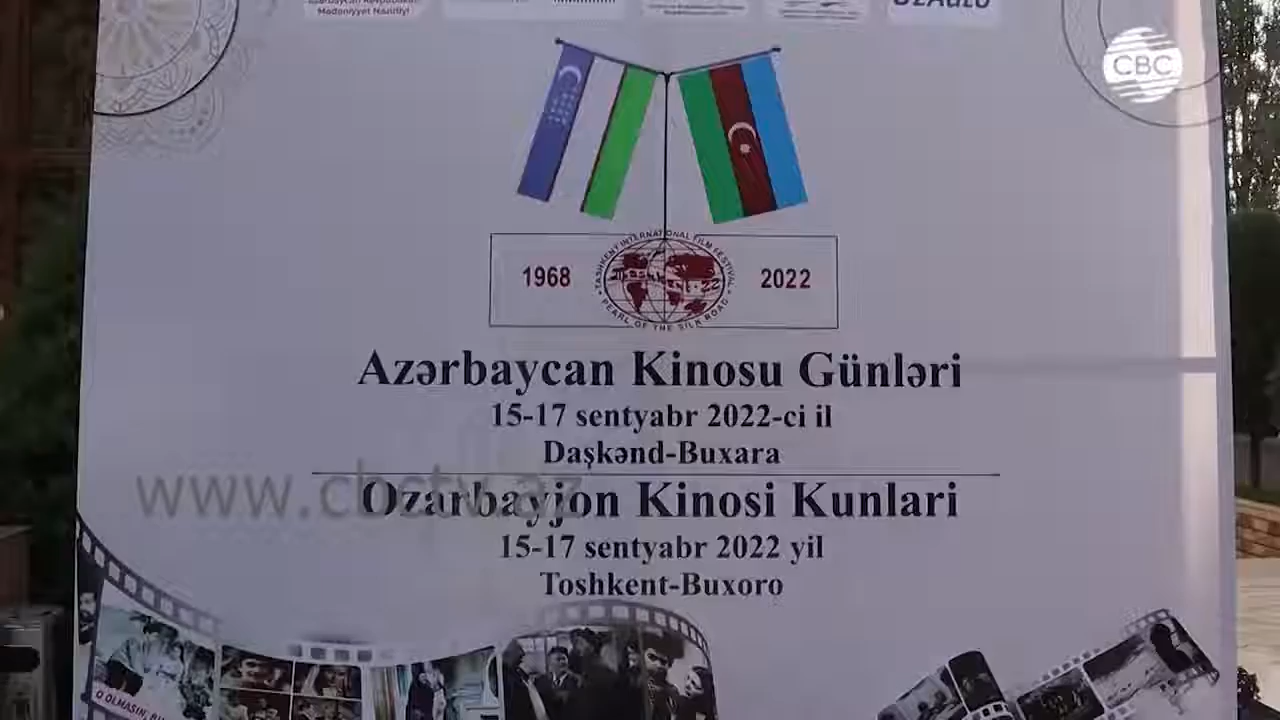 Mədəniyyət Nazirliyi
CBC
1968
TASHKENT INTERNATIONAL FILM FESTIVAL
PEARL OF THE SILK ROAD
2022
Azərbaycan Kinosu Günləri
15-17 sentyabr 2022-ci il
Daşkənd-Buxara
www.cbctv.az
Ozarbayjon Kinosi Kunlari
15-17 sentyabr 2022 yil
Toshkent-Buxoro
O OLMASIN,